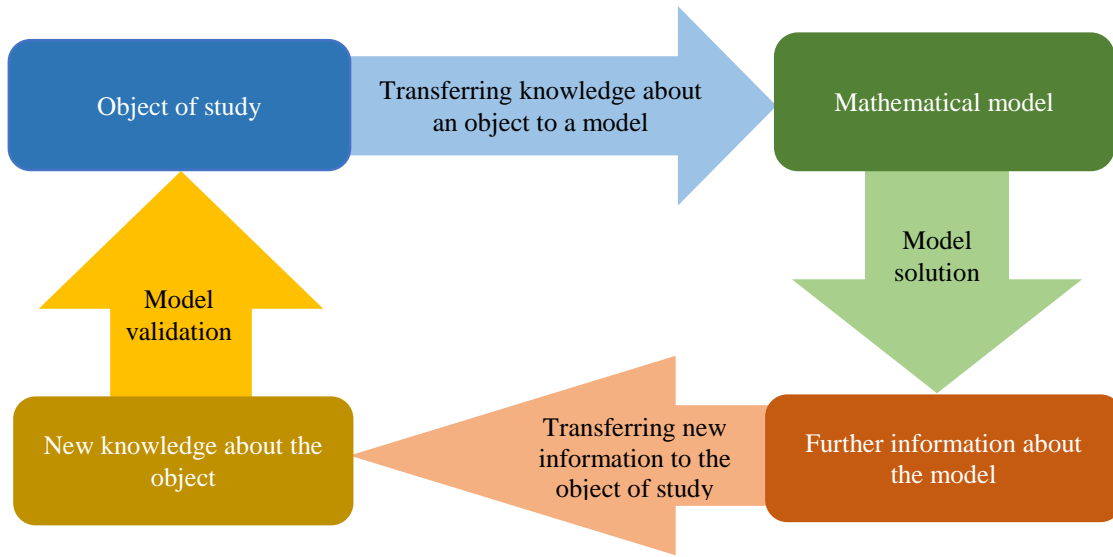 Object of study
Transferring knowledge about
an object to a model
Mathematical model
Model
solution
Model
validation
New knowledge about the
object
Transferring new
information to the
object of study
Further information about
the model